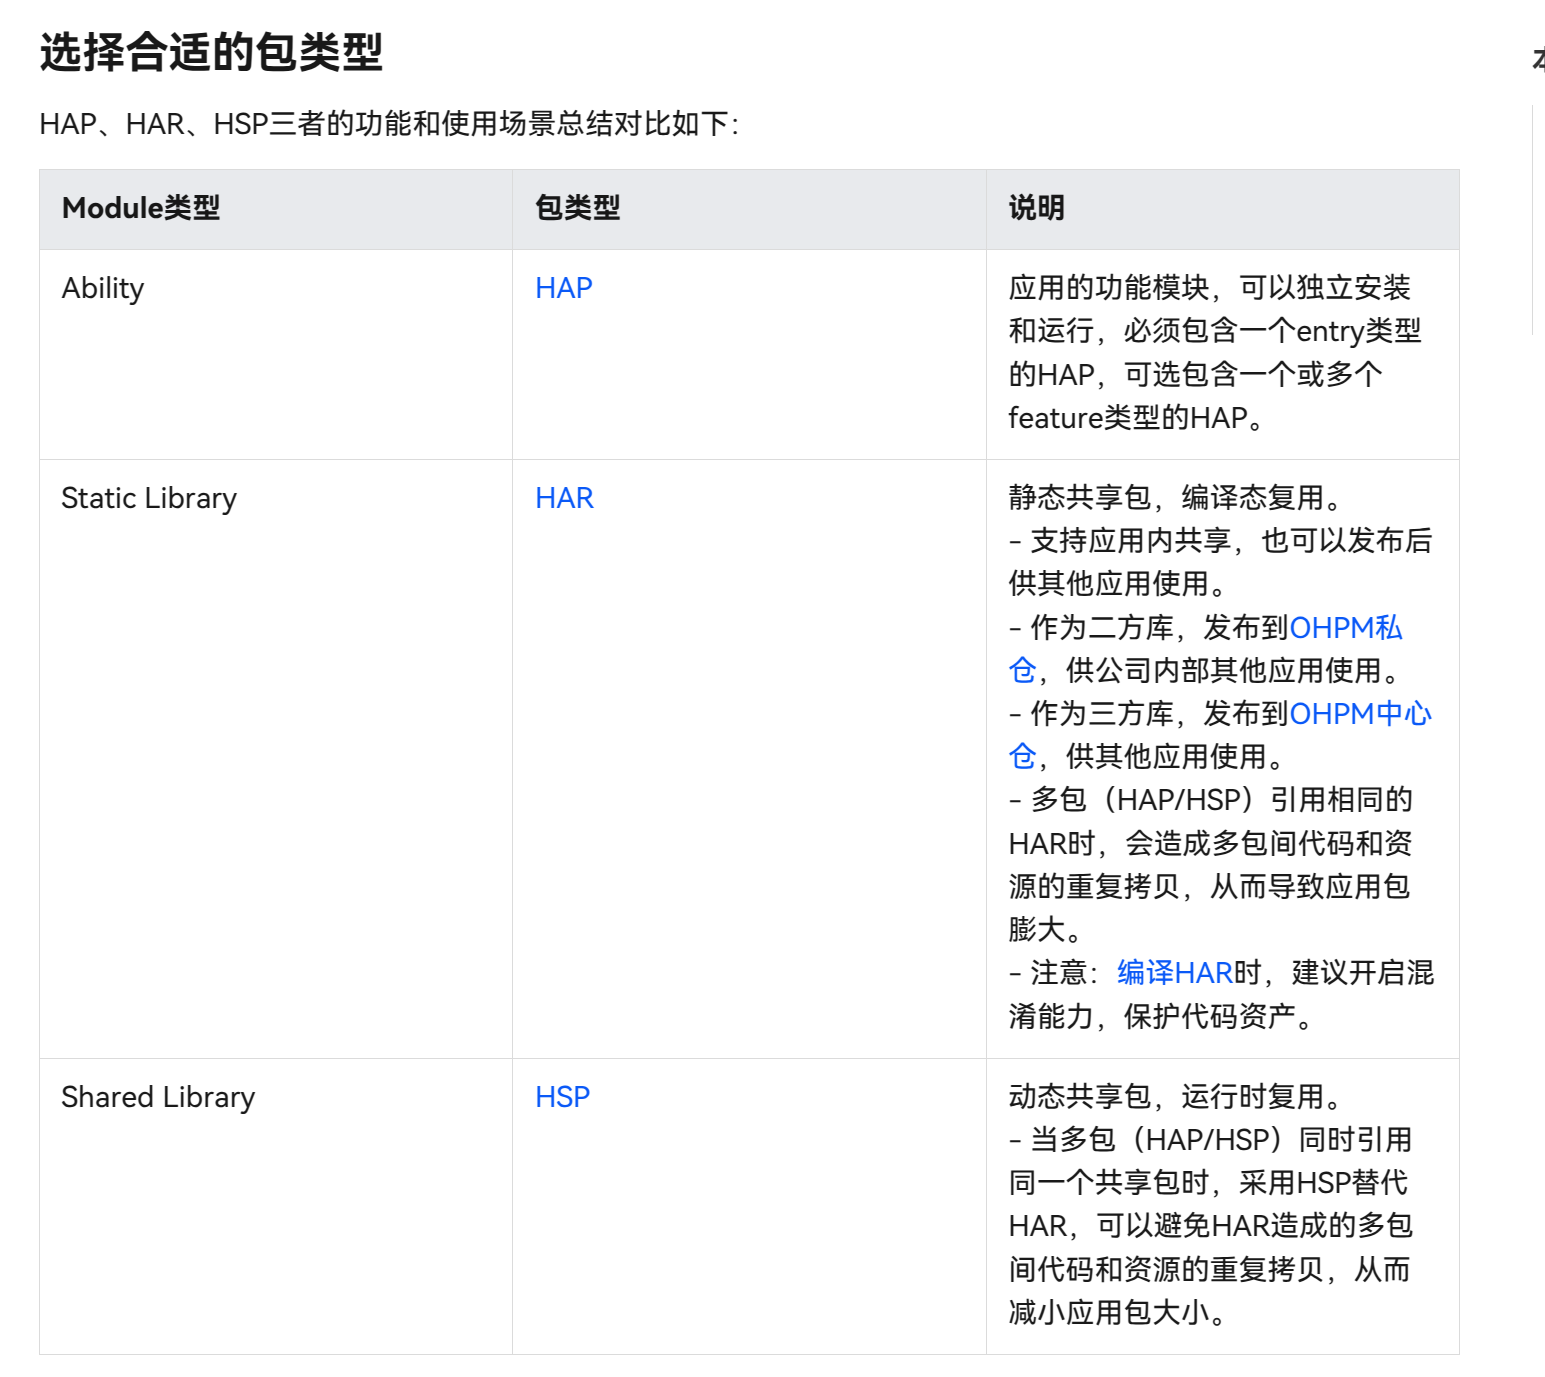 选择合适的包类型
HAP、HAR、HSP三者的功能和使用场景总结对比如下：
Module类型
包类型
说明
Ability
HAP
应用的功能模块，可以独立安装
和运行，必须包含一个entry类型
的HAP，可选包含一个或多个
feature类型的HAP。
Static Library
HAR
静态共享包，编译态复用。
- 支持应用内共享，也可以发布后
供其他应用使用。
- 作为二方库，发布到OHPM私
仓，供公司内部其他应用使用。
- 作为三方库，发布到OHPM中心
仓，供其他应用使用。
- 多包（HAP/HSP）引用相同的
HAR时，会造成多包间代码和资
源的重复拷贝，从而导致应用包
膨大。
- 注意：编译HAR时，建议开启混
淆能力，保护代码资产。
Shared Library
HSP
动态共享包，运行时复用。
- 当多包（HAP/HSP）同时引用
同一个共享包时，采用HSP替代
HAR，可以避免HAR造成的多包
间代码和资源的重复拷贝，从而
减小应用包大小。